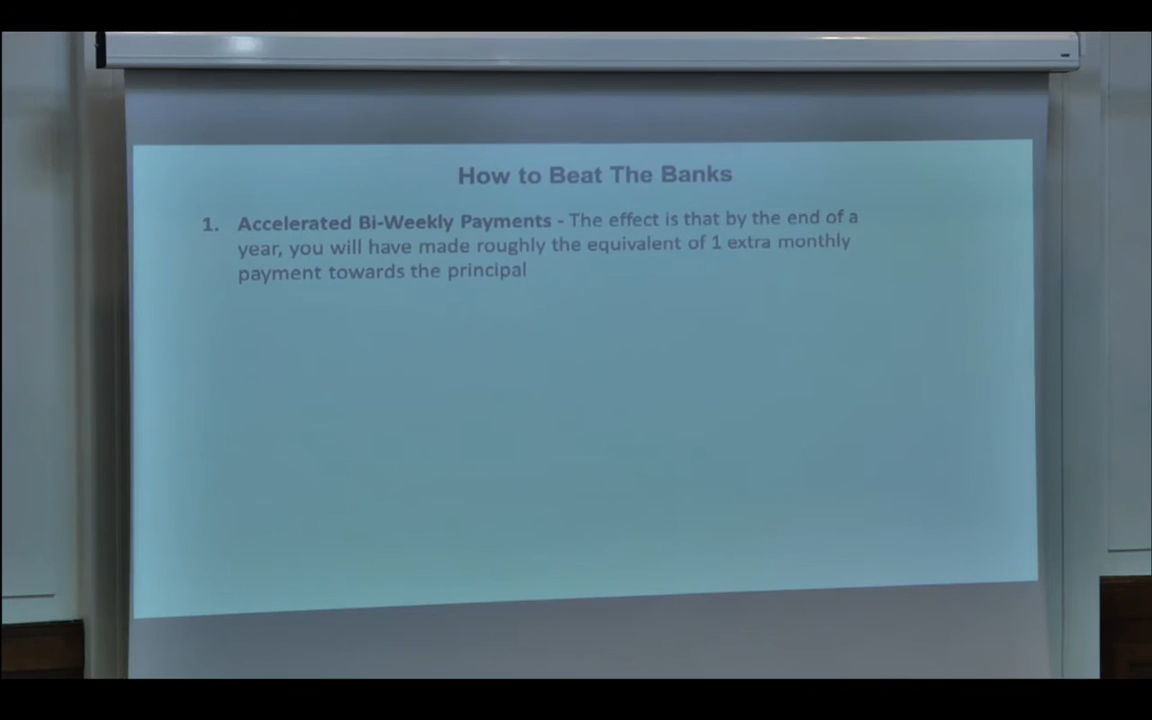 How to Beat The Banks
1. Accelerated Bi-Weekly Payments - The effect is that by the end of a
year, you will have made roughly the equivalent of 1 extra monthly
payment towards the principal